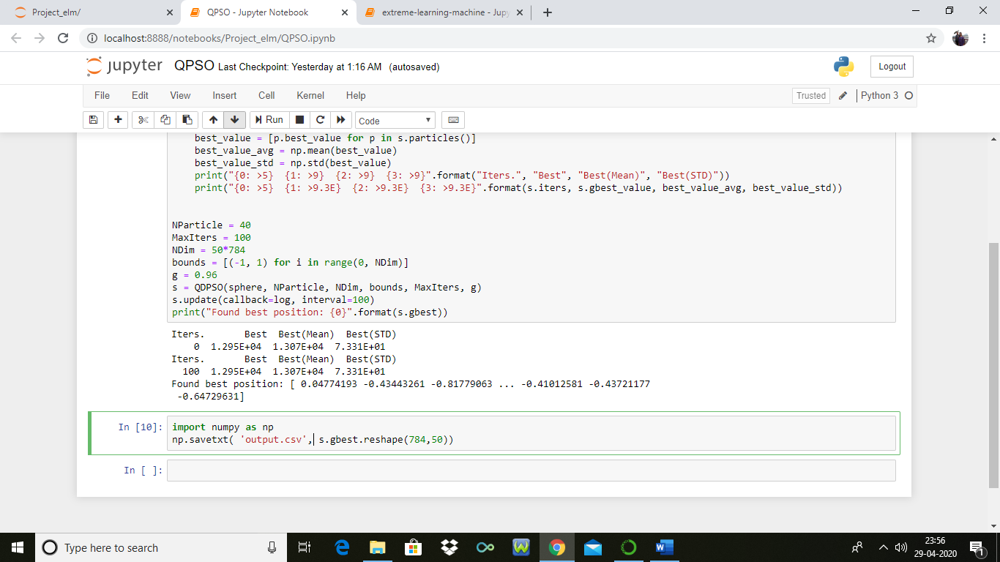 Project_elm/
QPSO - Jupyter Notebook
extreme-learning-machine - Jupy
localhost:8888/notebooks/Project_elm/QPSO.ipynb
jupyter QPSO Last Checkpoint: Yesterday at 1:16 AM (autosaved)
Logout
File Edit View Insert Cell Kernel Help
Trusted Python 3
Run Code
best_value = [p.best_value for p in s.particles()]
best_value_avg = np.mean(best_value)
best_value_std = np.std(best_value)
print("{0: >5}  {1: >9}  {2: >9}  {3: >9}".format("Iters.", "Best", "Best(Mean)", "Best(STD)"))
print("{0: >5}  {1: >9.3E}  {2: >9.3E}  {3: >9.3E}".format(s.iters, s.gbest_value, best_value_avg, best_value_std))
NParticle = 40
MaxIters = 100
NDim = 50*784
bounds = [(-1, 1) for i in range(0, NDim)]
g = 0.96
s = QDPSO(sphere, NParticle, NDim, bounds, MaxIters, g)
s.update(callback=log, interval=100)
print("Found best position: {0}".format(s.gbest))
Iters.       Best  Best(Mean)  Best(STD)
    0  1.295E+04  1.307E+04  7.331E+01
Iters.       Best  Best(Mean)  Best(STD)
  100  1.295E+04  1.307E+04  7.331E+01
Found best position: [ 0.04774193 -0.43443261 -0.81779063 ... -0.41012581 -0.43721177
 -0.64729631]
In [10]: import numpy as np
np.savetxt( 'output.csv', s.gbest.reshape(784,50))
In [ ]:
Type here to search
23:56
29-04-2020
1